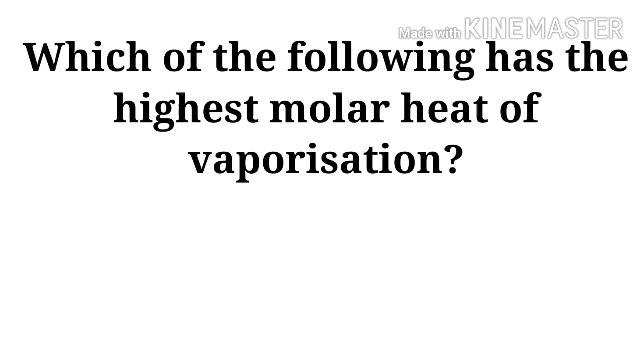 Made with KINEMASTER
Which of the following has the
highest molar heat of
vaporisation?